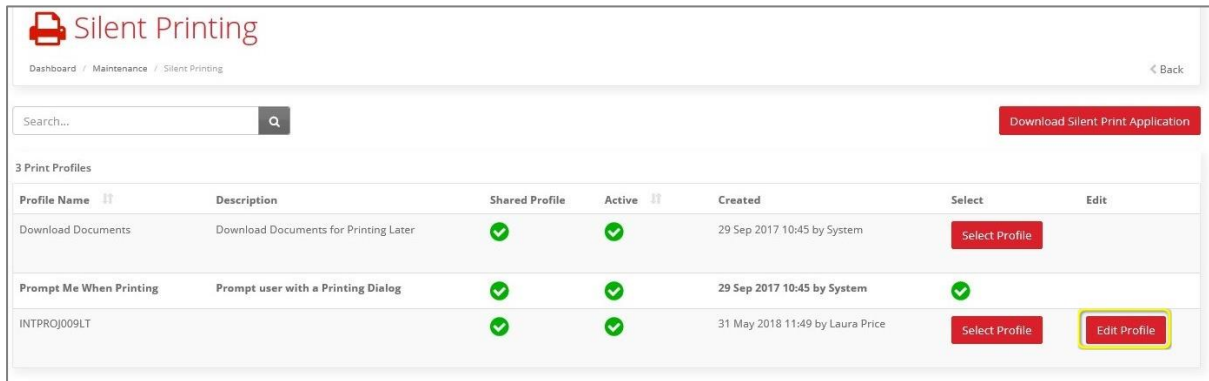 Silent Printing
Dashboard / Maintenance / Silent Printing
< Back
Search...
Download Silent Print Application
3 Print Profiles
Profile Name Description Shared Profile Active Created Select Edit
Download Documents Download Documents for Printing Later 29 Sep 2017 10:45 by System Select Profile
Prompt Me When Printing Prompt user with a Printing Dialog 29 Sep 2017 10:45 by System
INTPROJ009LT 31 May 2018 11:49 by Laura Price Select Profile Edit Profile